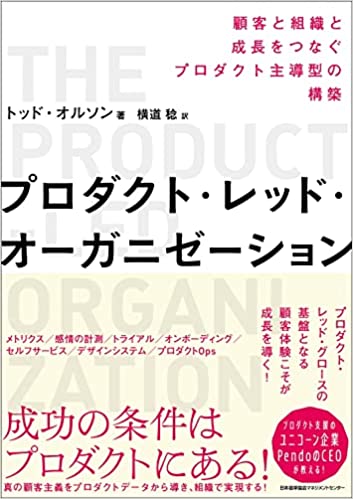 顧客と組織と
成長をつなぐ
プロダクト主導型の
構築
トッド・オルソン 著 横道 稔 訳
THE
PRODUCT
-LED
ORGANI
ZATION
プロダクト・レッド・
オーガニゼーション
プロダクト・
レッド・グロースの
基盤となる
顧客体験こそが
成長を導く！
メトリクス／感情の計測／トライアル／オンボーディング／
セルフサービス／デザインシステム／プロダクトOps
成功の条件は
プロダクトにある！
真の顧客主義をプロダクトデータから導き、組織で実現する！
プロダクト支援の
ユニコーン企業
PendoのCEO
が教える！
日本能率協会マネジメントセンター